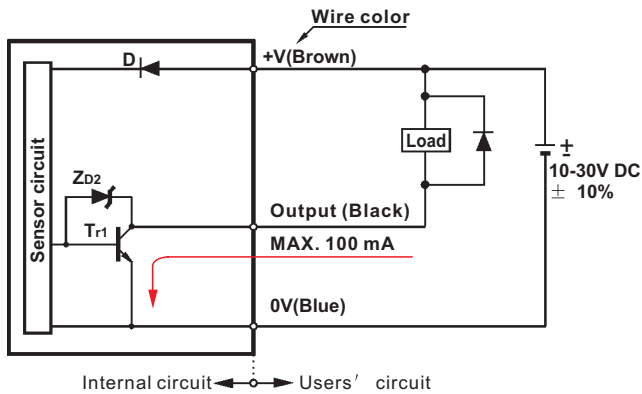 Wire color
D
+V(Brown)
Load
±
10-30V DC
± 10%
Sensor circuit
ZD2
Tr1
Output (Black)
MAX. 100 mA
0V(Blue)
Internal circuit
Users' circuit